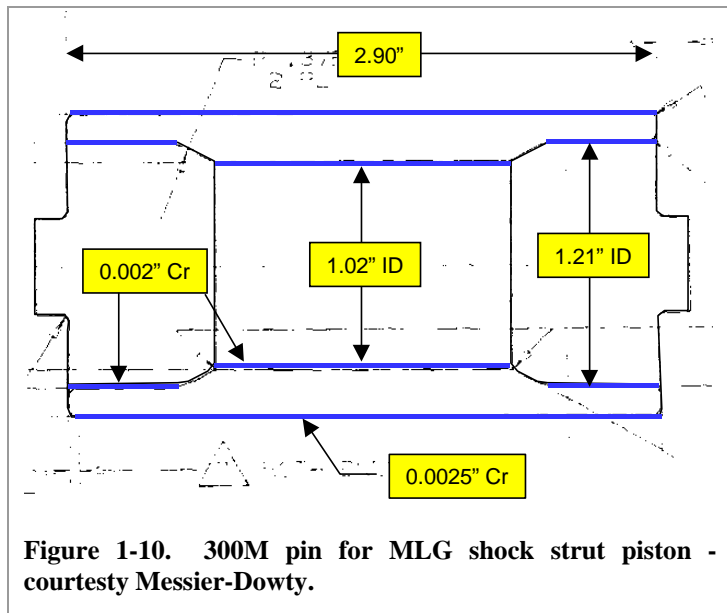 2.90”
1.02” ID
1.21” ID
0.002” Cr
0.0025” Cr
Figure 1-10. 300M pin for MLG shock strut piston -
courtesty Messier-Dowty.